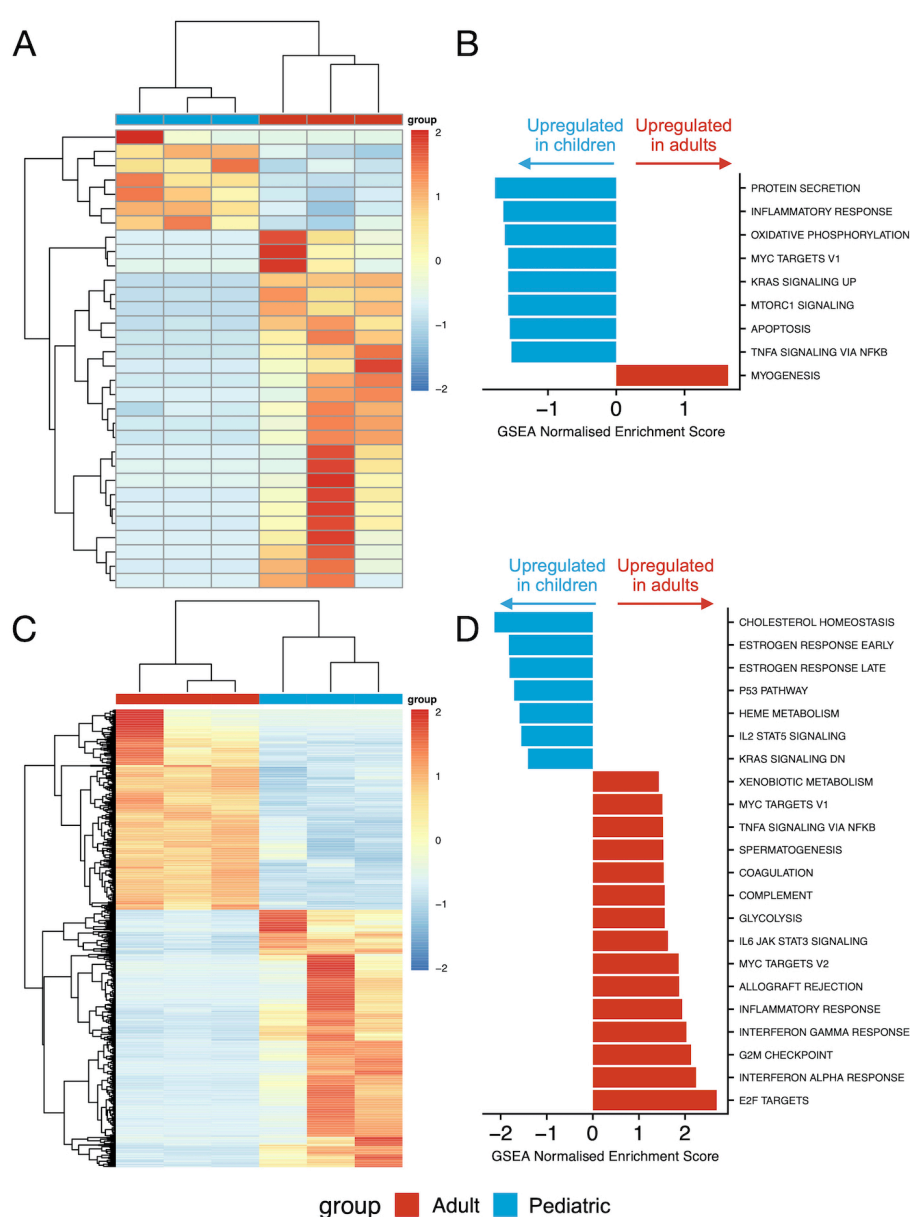 A
group
2
1
0
−1
−2
B
Upregulated
in children
Upregulated
in adults
PROTEIN SECRETION
INFLAMMATORY RESPONSE
OXIDATIVE PHOSPHORYLATION
MYC TARGETS V1
KRAS SIGNALING UP
MTORC1 SIGNALING
APOPTOSIS
TNFA SIGNALING VIA NFKB
MYOGENESIS
−1 0 1
GSEA Normalised Enrichment Score
C
group
2
1
0
−1
−2
D
Upregulated
in children
Upregulated
in adults
CHOLESTEROL HOMEOSTASIS
ESTROGEN RESPONSE EARLY
ESTROGEN RESPONSE LATE
P53 PATHWAY
HEME METABOLISM
IL2 STAT5 SIGNALING
KRAS SIGNALING DN
XENOBIOTIC METABOLISM
MYC TARGETS V1
TNFA SIGNALING VIA NFKB
SPERMATOGENESIS
COAGULATION
COMPLEMENT
GLYCOLYSIS
IL6 JAK STAT3 SIGNALING
MYC TARGETS V2
ALLOGRAFT REJECTION
INFLAMMATORY RESPONSE
INTERFERON GAMMA RESPONSE
G2M CHECKPOINT
INTERFERON ALPHA RESPONSE
E2F TARGETS
−2 −1 0 1 2
GSEA Normalised Enrichment Score
group Adult Pediatric